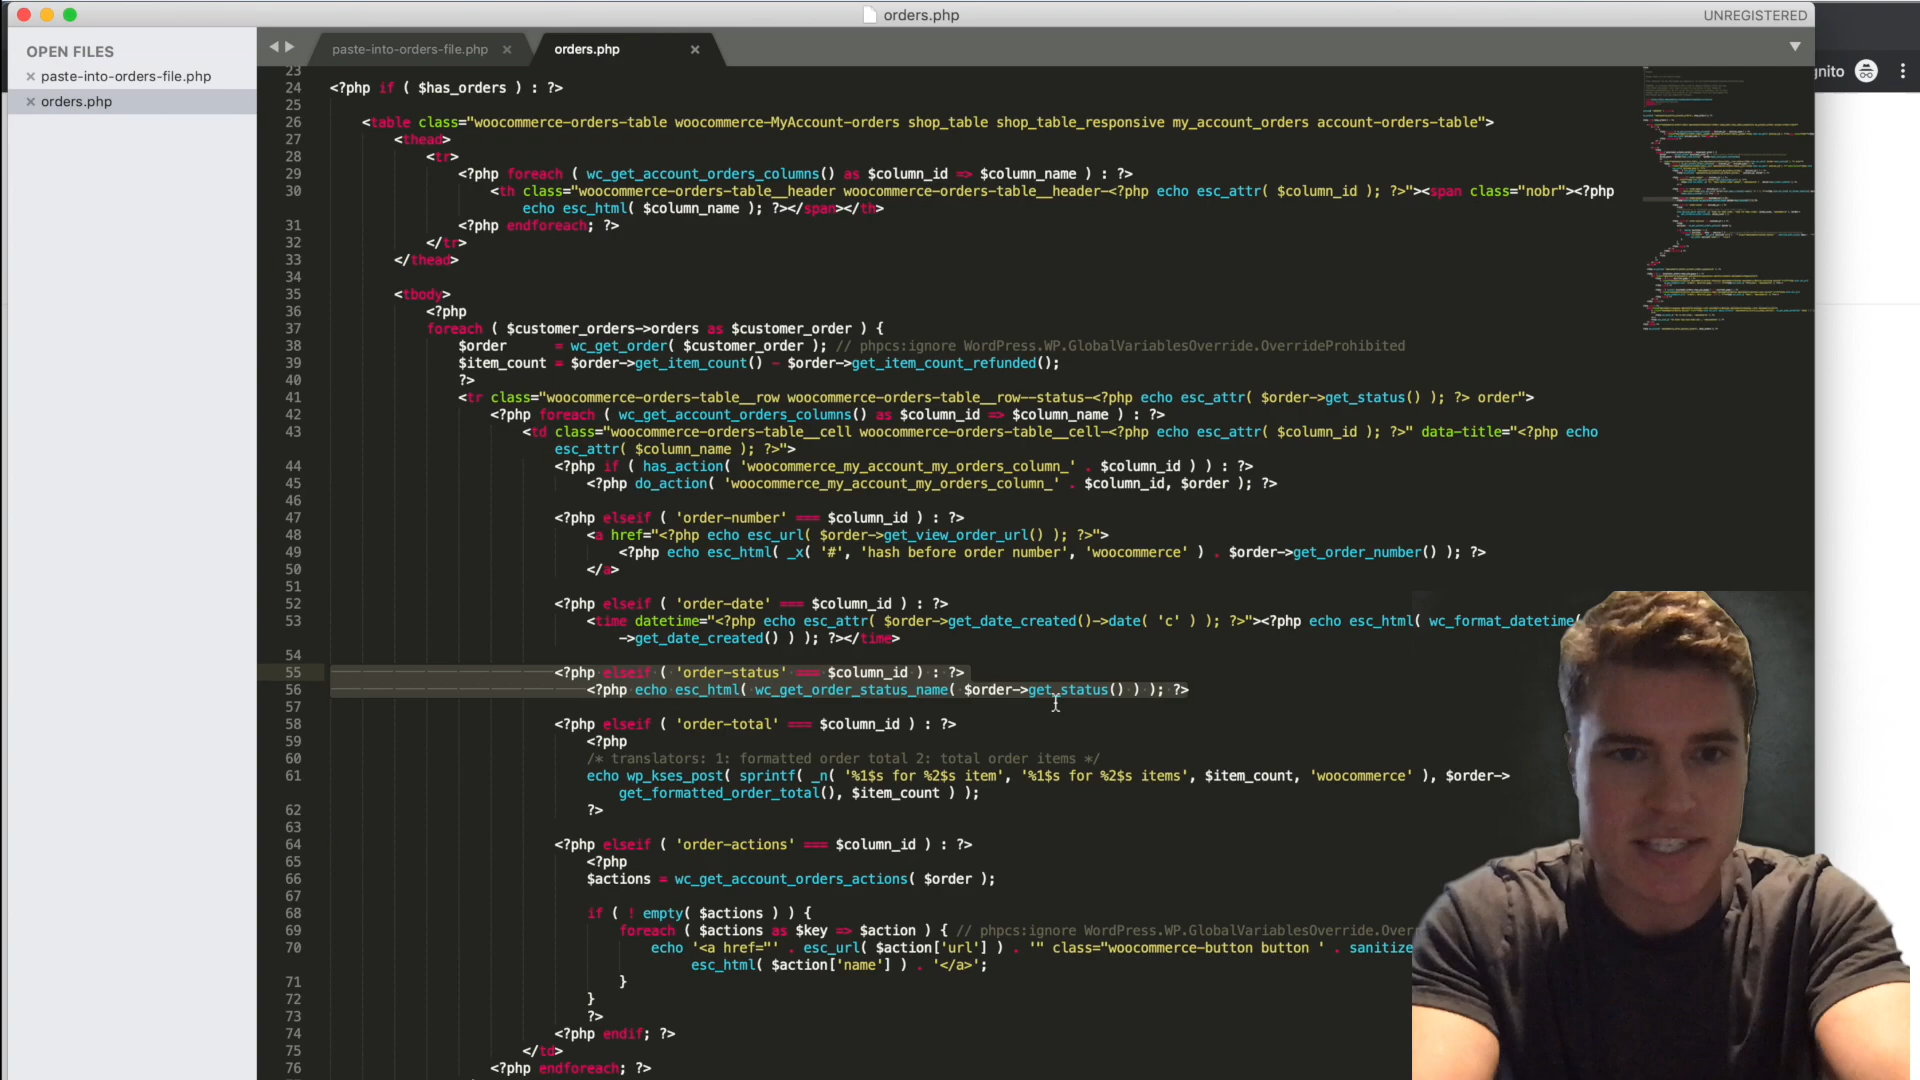 orders.php
UNREGISTERED
OPEN FILES
paste-into-orders-file.php
orders.php
paste-into-orders-file.php
orders.php
nito
23
24 <?php if ( $has_orders ) : ?>
25
26 <table class="woocommerce-orders-table woocommerce-MyAccount-orders shop_table shop_table_responsive my_account_orders account-orders-table">
27 <thead>
28 <tr>
29 <?php foreach ( wc_get_account_orders_columns() as $column_id => $column_name ) : ?>
30 <th class="woocommerce-orders-table__header woocommerce-orders-table__header-<?php echo esc_attr( $column_id ); ?>"><span class="nobr"><?php
echo esc_html( $column_name ); ?></span></th>
31 <?php endforeach; ?>
32 </tr>
33 </thead>
34
35 <tbody>
36 <?php
37 foreach ( $customer_orders->orders as $customer_order ) {
38 $order = wc_get_order( $customer_order ); // phpcs:ignore WordPress.WP.GlobalVariablesOverride.OverrideProhibited
39 $item_count = $order->get_item_count() - $order->get_item_count_refunded();
40 ?>
41 <tr class="woocommerce-orders-table__row woocommerce-orders-table__row--status-<?php echo esc_attr( $order->get_status() ); ?> order">
42 <?php foreach ( wc_get_account_orders_columns() as $column_id => $column_name ) : ?>
43 <td class="woocommerce-orders-table__cell woocommerce-orders-table__cell-<?php echo esc_attr( $column_id ); ?>" data-title="<?php echo
esc_attr( $column_name ); ?>">
44 <?php if ( has_action( 'woocommerce_my_account_my_orders_column_' . $column_id ) ) : ?>
45 <?php do_action( 'woocommerce_my_account_my_orders_column_' . $column_id, $order ); ?>
46
47 <?php elseif ( 'order-number' === $column_id ) : ?>
48 <a href="<?php echo esc_url( $order->get_view_order_url() ); ?>">
49 <?php echo esc_html( _x( '#', 'hash before order number', 'woocommerce' ) . $order->get_order_number() ); ?>
50 </a>
51
52 <?php elseif ( 'order-date' === $column_id ) : ?>
53 <time datetime="<?php echo esc_attr( $order->get_date_created()->date( 'c' ) ); ?>"><?php echo esc_html( wc_format_datetime(
->get_date_created() ) ); ?></time>
54
55 <?php elseif ( 'order-status' === $column_id ) : ?>
56 <?php echo esc_html( wc_get_order_status_name( $order->get_status() ) ); ?>
57
58 <?php elseif ( 'order-total' === $column_id ) : ?>
59 <?php
60 /* translators: 1: formatted order total 2: total order items */
61 echo wp_kses_post( sprintf( _n( '%1$s for %2$s item', '%1$s for %2$s items', $item_count, 'woocommerce' ), $order->
get_formatted_order_total(), $item_count ) );
62 ?>
63
64 <?php elseif ( 'order-actions' === $column_id ) : ?>
65 <?php
66 $actions = wc_get_account_orders_actions( $order );
67
68 if ( ! empty( $actions ) ) {
69 foreach ( $actions as $key => $action ) { // phpcs:ignore WordPress.WP.GlobalVariablesOverride.Overr
70 echo '<a href="' . esc_url( $action['url'] ) . '" class="woocommerce-button button ' . sanitize
esc_html( $action['name'] ) . '</a>';
71 }
72 }
73 ?>
74 <?php endif; ?>
75 </td>
76 <?php endforeach; ?>